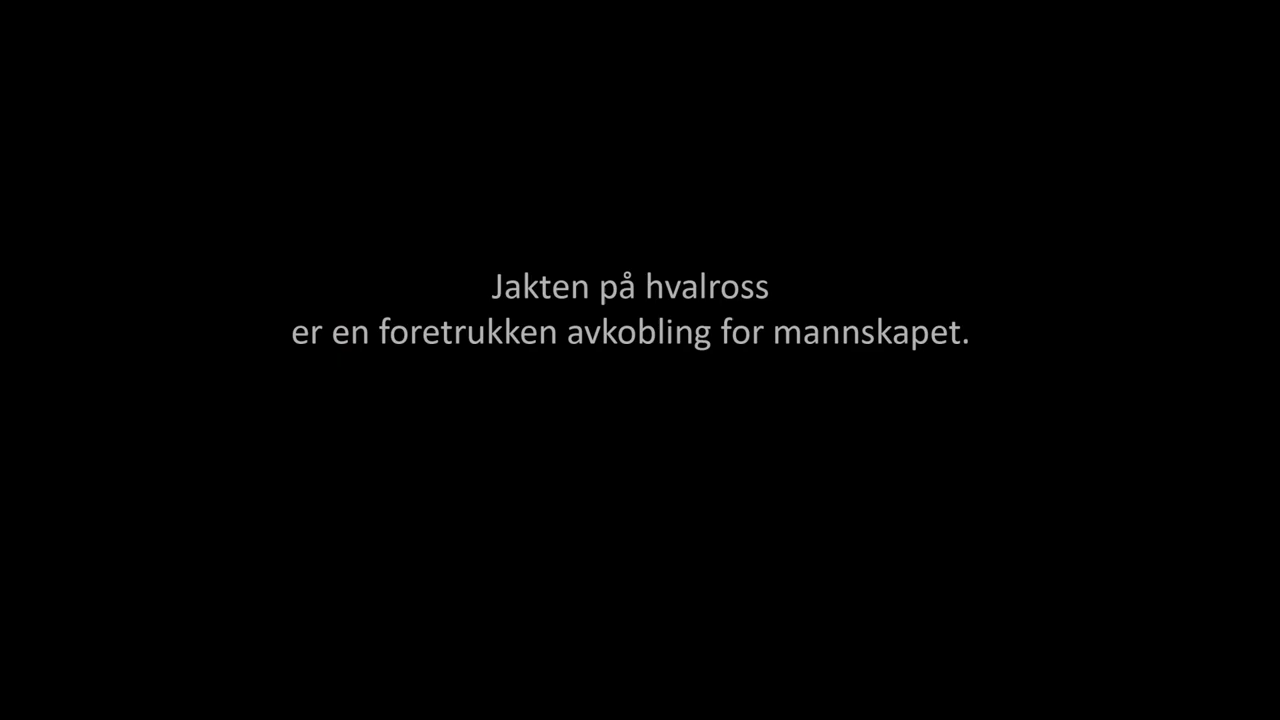 Jakten på hvalross
er en foretrukken avkobling for mannskapet.